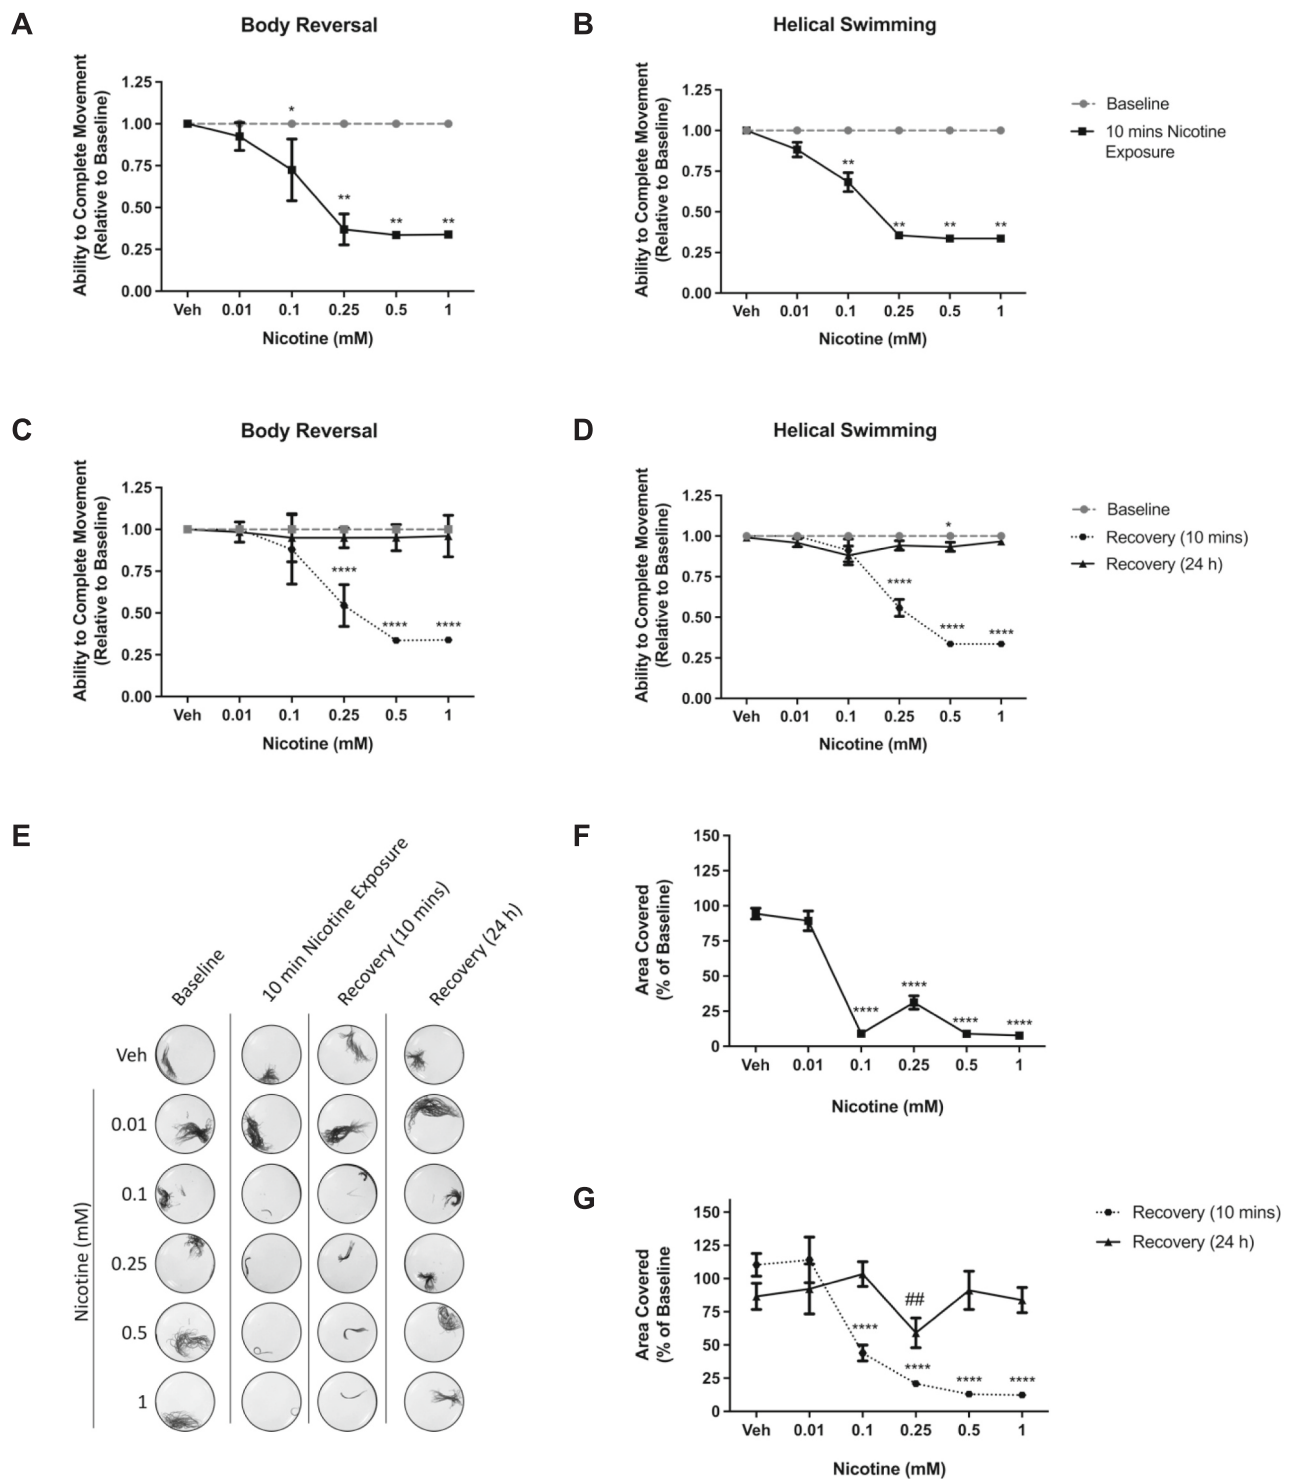 A
Body Reversal
Ability to Complete Movement
(Relative to Baseline)
1.25
1.00
0.75
0.50
0.25
0.00
*
**
**
**
Veh 0.01 0.1 0.25 0.5 1
Nicotine (mM)
B
Helical Swimming
Ability to Complete Movement
(Relative to Baseline)
1.25
1.00
0.75
0.50
0.25
0.00
**
**
**
**
Veh 0.01 0.1 0.25 0.5 1
Nicotine (mM)
Baseline
10 mins Nicotine
Exposure
C
Body Reversal
Ability to Complete Movement
(Relative to Baseline)
1.25
1.00
0.75
0.50
0.25
0.00
****
****
****
Veh 0.01 0.1 0.25 0.5 1
Nicotine (mM)
D
Helical Swimming
Ability to Complete Movement
(Relative to Baseline)
1.25
1.00
0.75
0.50
0.25
0.00
*
****
****
****
Veh 0.01 0.1 0.25 0.5 1
Nicotine (mM)
Baseline
Recovery (10 mins)
Recovery (24 h)
E
Baseline
10 min Nicotine Exposure
Recovery (10 mins)
Recovery (24 h)
Veh
0.01
0.1
0.25
0.5
1
Nicotine (mM)
F
Area Covered
(% of Baseline)
150
125
100
75
50
25
0
****
****
****
****
Veh 0.01 0.1 0.25 0.5 1
Nicotine (mM)
G
Area Covered
(% of Baseline
150
125
100
75
50
25
0
##
****
****
****
****
Veh 0.01 0.1 0.25 0.5 1
Nicotine (mM)
Recovery (10 mins)
Recovery (24 h)